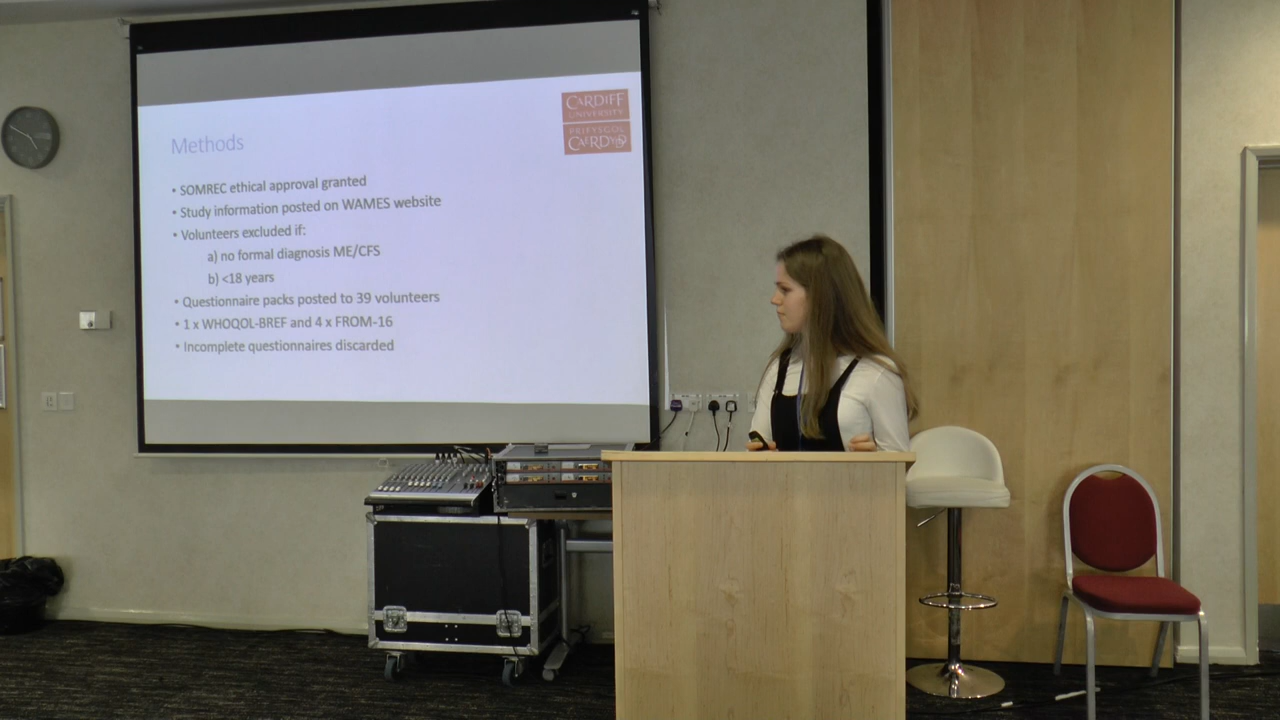 CARDIFF
UNIVERSITY
PRIFYSGOL
CAERDYDD
Methods
• SOMREC ethical approval granted
• Study information posted on WAMES website
• Volunteers excluded if:
a) no formal diagnosis ME/CFS
b) <18 years
• Questionnaire packs posted to 39 volunteers
• 1 x WHOQOL-BREF and 4 x FROM-16
• Incomplete questionnaires discarded